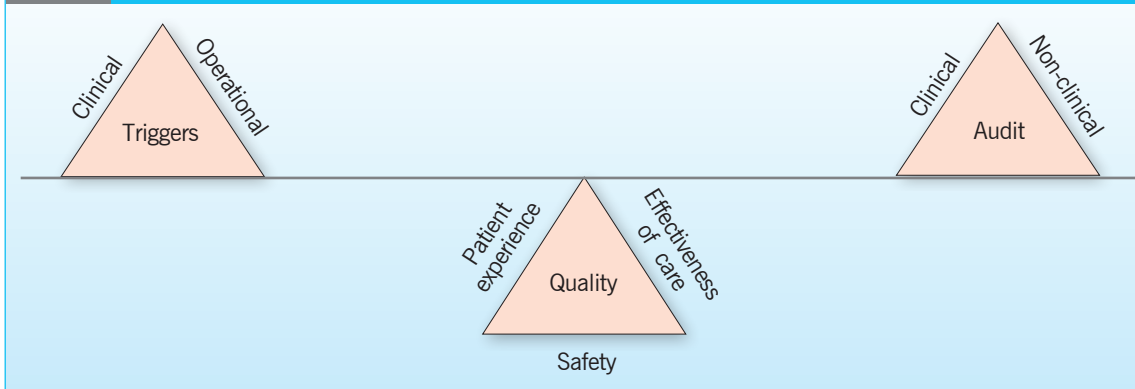 Clinical
Operational
Triggers
Clinical
Non-clinical
Audit
Patient
experience
Effectiveness
of care
Quality
Safety